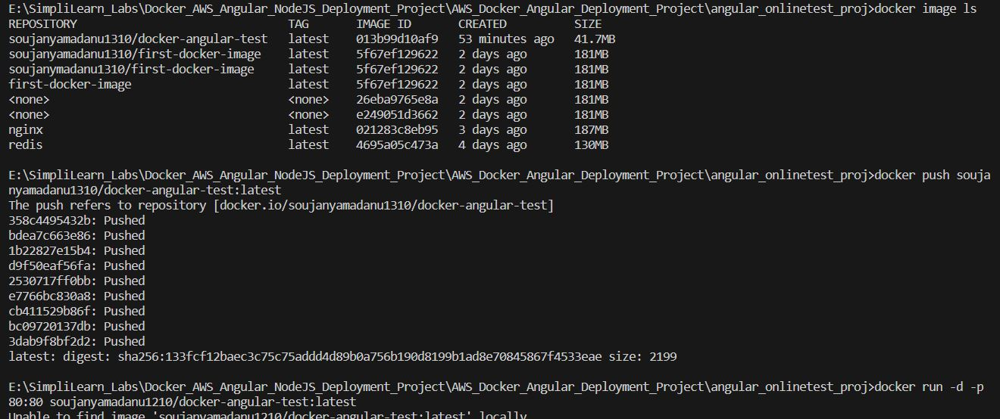 E:\SimpliLearn_Labs\Docker_AWS_Angular_NodeJS_Deployment_Project\AWS_Docker_Angular_Deployment_Project\angular_onlinetest_proj>docker image ls
REPOSITORY TAG IMAGE ID CREATED SIZE
soujanyamadanu1310/docker-angular-test latest 013b99d10af9 53 minutes ago 41.7MB
soujanyamadanu1310/first-docker-image latest 5f67ef129622 2 days ago 181MB
soujanymadanu1310/first-docker-image latest 5f67ef129622 2 days ago 181MB
first-docker-image latest 5f67ef129622 2 days ago 181MB
<none> <none> 26eba9765e8a 2 days ago 181MB
<none> <none> e249051d3662 2 days ago 181MB
nginx latest 021283c8eb95 3 days ago 187MB
redis latest 4695a05c473a 4 days ago 130MB
E:\SimpliLearn_Labs\Docker_AWS_Angular_NodeJS_Deployment_Project\AWS_Docker_Angular_Deployment_Project\angular_onlinetest_proj>docker push souja
nyamadanu1310/docker-angular-test:latest
The push refers to repository [docker.io/soujanyamadanu1310/docker-angular-test]
358c4495432b: Pushed
bdea7c663e86: Pushed
1b22827e15b4: Pushed
d9f50eaf56fa: Pushed
2530717ff0bb: Pushed
e7766bc830a8: Pushed
cb411529b86f: Pushed
bc09720137db: Pushed
3dab9f8bf2d2: Pushed
latest: digest: sha256:133fcf12baec3c75c75addd4d89b0a756b190d8199b1ad8e70845867f4533eae size: 2199
E:\SimpliLearn_Labs\Docker_AWS_Angular_NodeJS_Deployment_Project\AWS_Docker_Angular_Deployment_Project\angular_onlinetest_proj>docker run -d -p
80:80 soujanyamadanu1210/docker-angular-test:latest
Unable to find image 'soujanyamadanu1210/docker-angular-test:latest' locally